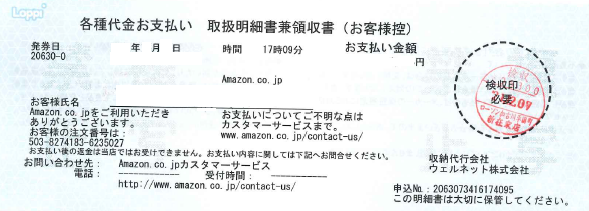 Loppi
各種代金お支払い 取扱明細書兼領収書(お客様控)
発券日 年 月 日 時間 17時09分 お支払い金額
20630-0 円
Amazon.co.jp
検収印
必要
お客様氏名
Amazon.co.jpをご利用いただき
ありがとうございます。
お客様の注文番号は:
503-8274183-6235027
お支払いについてご不明な点は
カスタマーサービスまで。
www.amazon.co.jp/contact-us/
お支払い後の返金は当店ではお受けできません。お支払い内容に関しては下記へお問合せください。
お問い合わせ先: Amazon.co.jpカスタマーサービス
電話: ------------ 受付時間: ------------
http://www.amazon.co.jp/contact-us/
収納代行会社
ウェルネット株式会社
申込No.:2063073416174095
この明細書は大切に保管してください。